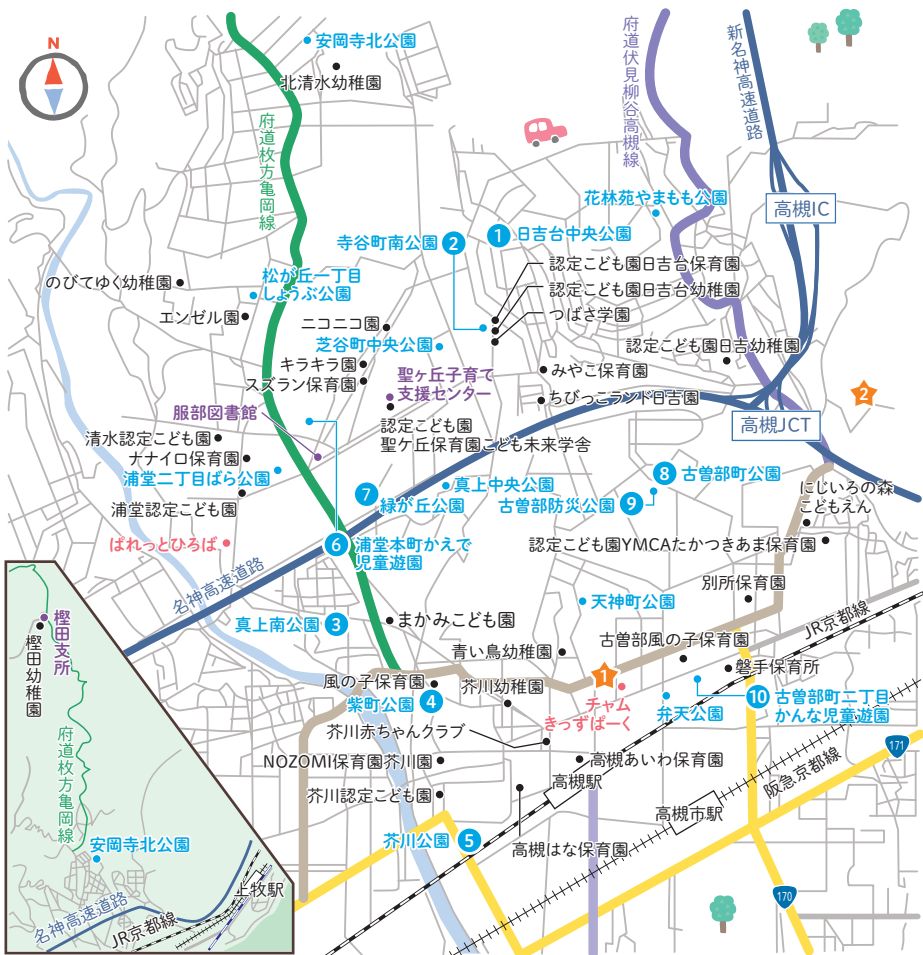 N
安岡寺北公園
北清水幼稚園
府道枚方亀岡線
府道伏見柳谷高槻線
新名神高速道路
高槻IC
花林苑やまもも公園
寺谷町南公園
2
1
日吉台中央公園
認定こども園日吉台保育園
認定こども園日吉台幼稚園
つばさ学園
のびてゆく幼稚園
松が丘一丁目
しょうぶ公園
エンゼル園
ニコニコ園
芝谷町中央公園
キラキラ園
スズラン保育園
聖ヶ丘子育て
支援センター
認定こども園日吉幼稚園
みやこ保育園
ちびっこランド日吉園
2
高槻JCT
服部図書館
認定こども園
聖ケ丘保育園こども未来学舎
清水認定こども園
ナナイロ保育園
浦堂二丁目ばら公園
浦堂認定こども園
7
緑が丘公園
真上中央公園
8
古曽部町公園
古曽部防災公園
9
にじいろの森
こどもえん
ぱれっとひろば
6
浦堂本町かえで
児童遊園
認定こども園YMCAたかつきあま保育園
名神高速道路
別所保育園
天神町公園
真上南公園
3
まかみこども園
JR京都線
青い鳥幼稚園
古曽部風の子保育園
磐手保育所
1
風の子保育園
芥川幼稚園
紫町公園
4
チャム
きっずぱーく
弁天公園
10
古曽部町二丁目
かんな児童遊園
芥川赤ちゃんクラブ
NOZOMI保育園芥川園
高槻あいわ保育園
高槻駅
芥川認定こども園
高槻市駅
阪急京都線
171
芥川公園
5
高槻はな保育園
170
樫田支所
樫田幼稚園
府道枚方亀岡線
安岡寺北公園
名神高速道路
JR京都線
上牧駅